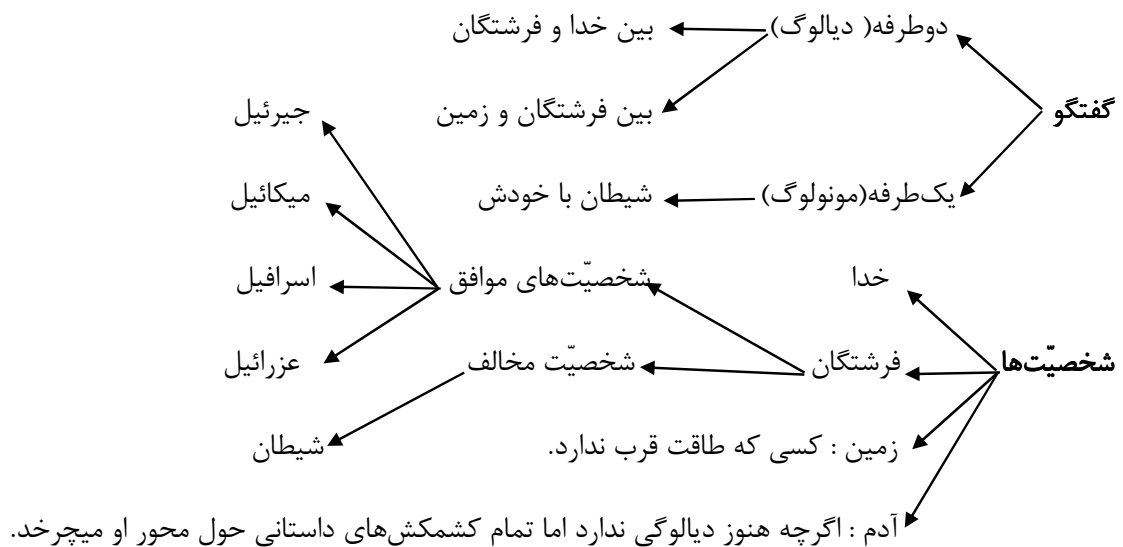 دوطرفه( دیالوگ) بین خدا و فرشتگان
گفتگو بین فرشتگان و زمین جیرئیل
یک‌طرفه(مونولوگ) شیطان با خودش میکائیل
خدا شخصیّت‌های موافق اسرافیل
شخصیّت‌ها فرشتگان شخصیّت مخالف عزرائیل
زمین : کسی که طاقت قرب ندارد. شیطان
آدم : اگرچه هنوز دیالوگی ندارد اما تمام کشمکش‌های داستانی حول محور او میچرخد.